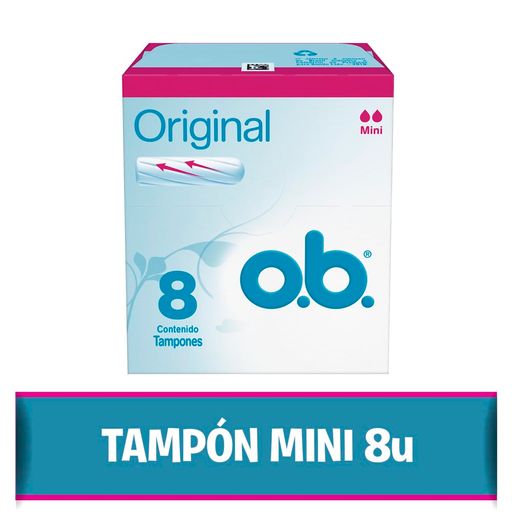 Original
Mini
o.b.®
8
Contenido
Tampones
TAMPÓN MINI 8u